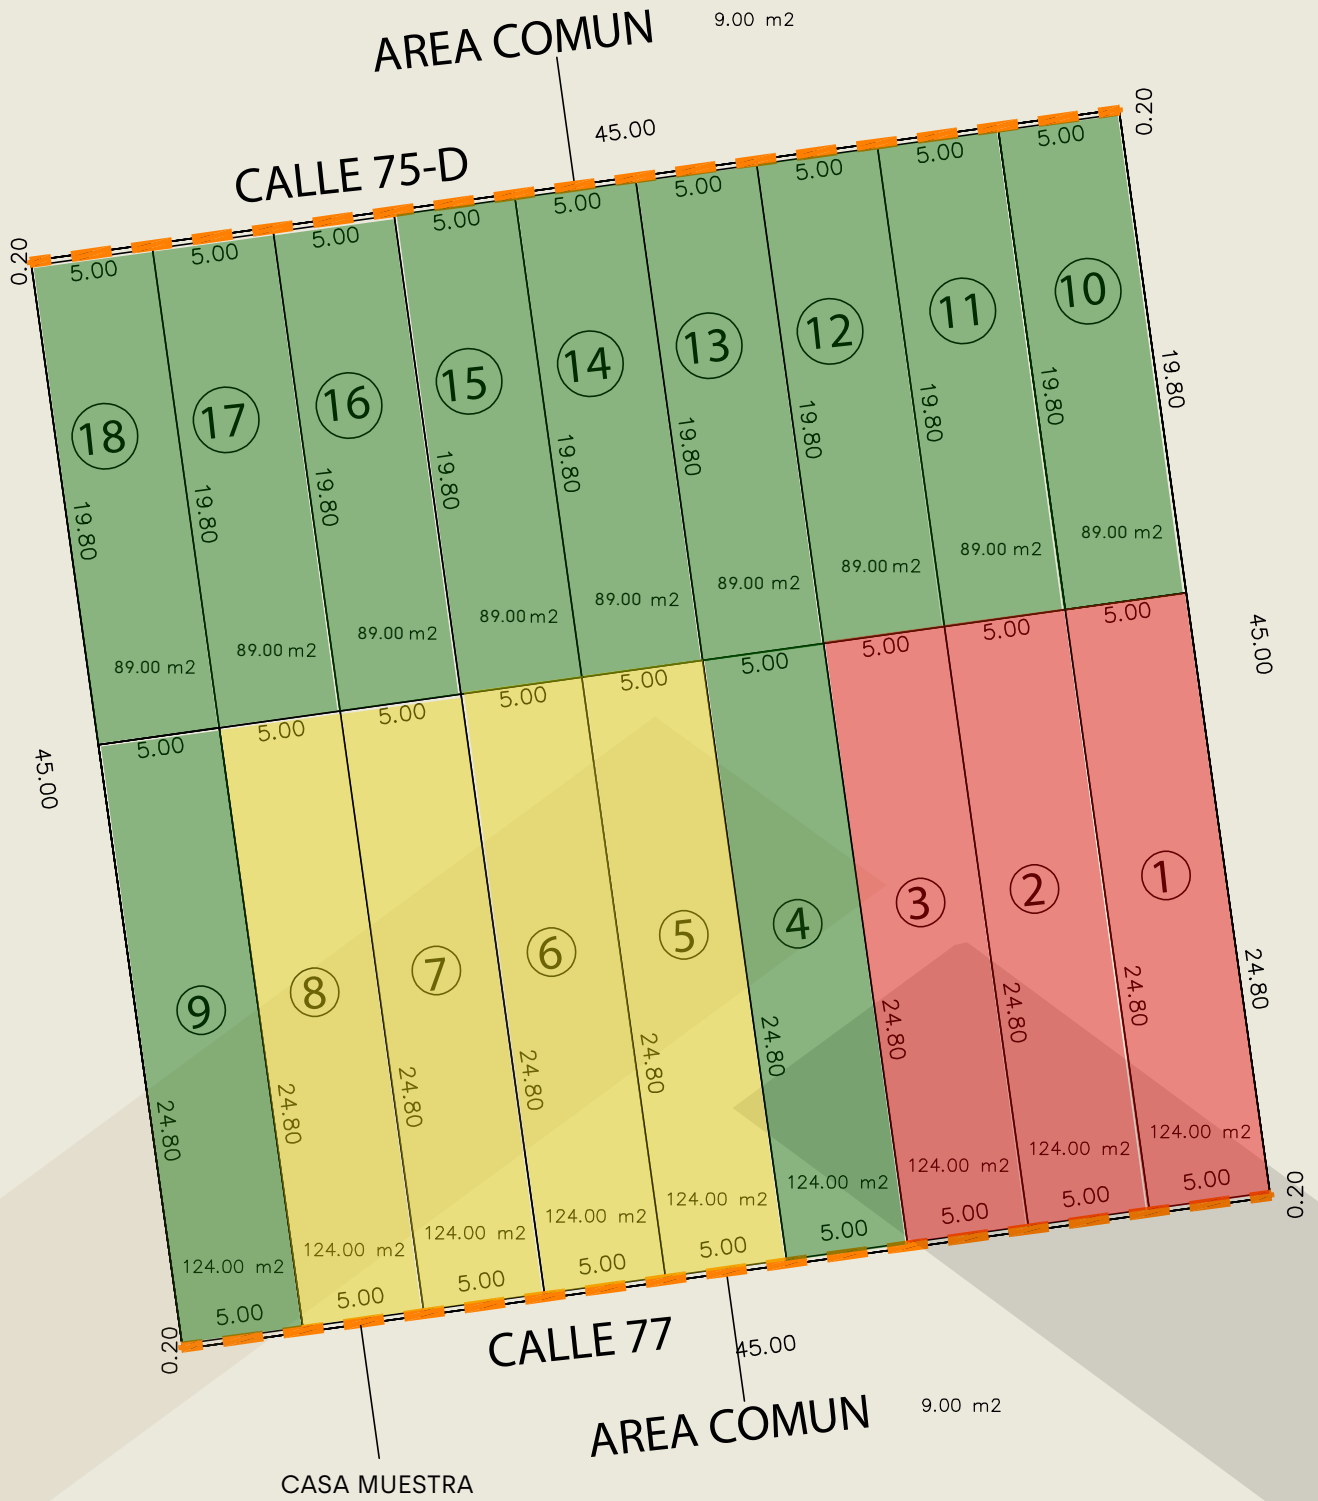 9.00 m2
AREA COMUN
45.00
0.20
CALLE 75-D
0.20
5.00 5.00 5.00 5.00 5.00 5.00 5.00 5.00 5.00
18 17 16 15 14 13 12 11 10
19.80 19.80 19.80 19.80 19.80 19.80 19.80 19.80 19.80 19.80
89.00 m2 89.00 m2 89.00 m2 89.00 m2 89.00 m2 89.00 m2 89.00 m2 89.00 m2 89.00 m2
5.00 5.00 5.00 5.00 5.00 5.00 5.00 5.00 5.00
45.00
45.00
9 8 7 6 5 4 3 2 1
24.80 24.80 24.80 24.80 24.80 24.80 24.80 24.80 24.80 24.80
124.00 m2 124.00 m2 124.00 m2 124.00 m2 124.00 m2 124.00 m2 124.00 m2 124.00 m2 124.00 m2
5.00 5.00 5.00 5.00 5.00 5.00 5.00 5.00 5.00
0.20
0.20
CALLE 77
45.00
AREA COMUN
9.00 m2
CASA MUESTRA